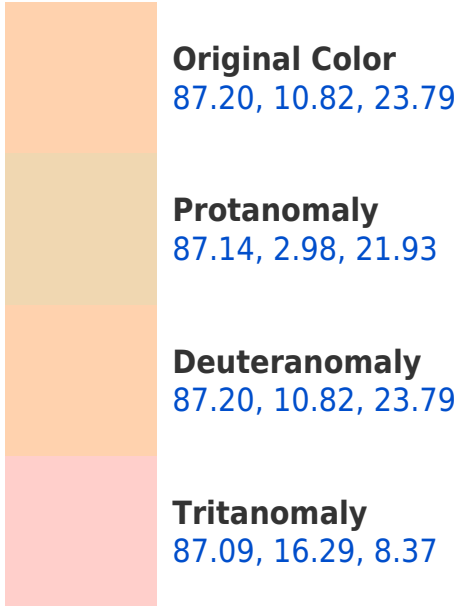 Original Color
87.20, 10.82, 23.79
Protanomaly
87.14, 2.98, 21.93
Deuteranomaly
87.20, 10.82, 23.79
Tritanomaly
87.09, 16.29, 8.37